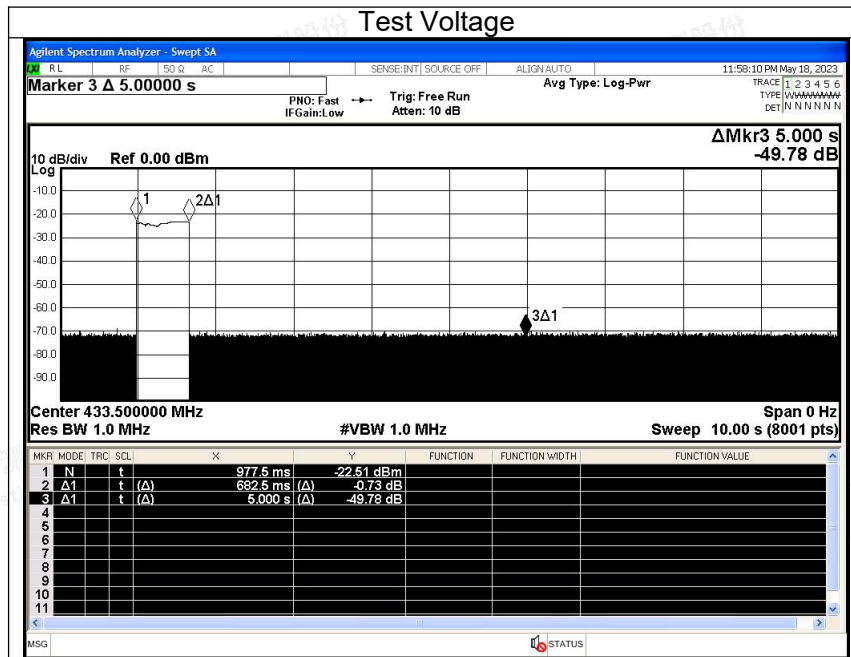 Test Voltage
Agilent Spectrum Analyzer - Swept SA
LXI RL RF 50 Ω AC SENSE:INT SOURCE OFF ALIGN AUTO 11:58:10 PM May 18, 2023
Marker 3 Δ 5.00000 s
PNO: Fast
IFGain:Low
Trig: Free Run
Atten: 10 dB
Avg Type: Log-Pwr
TRACE 1 2 3 4 5 6
TYPE WWWWWW
DET N N N N N N
ΔMkr3 5.000 s
-49.78 dB
10 dB/div Ref 0.00 dBm
Log
-10.0
-20.0
-30.0
-40.0
-50.0
-60.0
-70.0
-80.0
-90.0
1
2Δ1
3Δ1
Center 433.500000 MHz Span 0 Hz
Res BW 1.0 MHz #VBW 1.0 MHz Sweep 10.00 s (8001 pts)
MKR MODE TRC SCL X Y FUNCTION FUNCTION WIDTH FUNCTION VALUE
1 N t 977.5 ms -22.51 dBm
2 Δ1 t (Δ) 682.5 ms (Δ) -0.73 dB
3 Δ1 t (Δ) 5.000 s (Δ) -49.78 dB
4
5
6
7
8
9
10
11
MSG STATUS